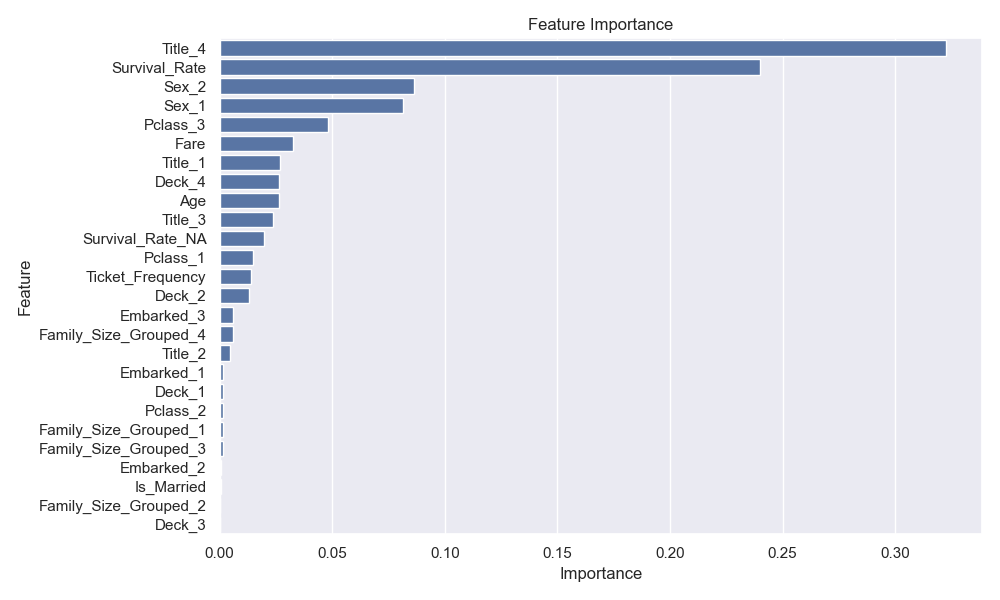 Feature Importance
Title_4
Survival_Rate
Sex_2
Sex_1
Pclass_3
Fare
Title_1
Deck_4
Age
Title_3
Survival_Rate_NA
Pclass_1
Ticket_Frequency
Deck_2
Embarked_3
Family_Size_Grouped_4
Title_2
Embarked_1
Deck_1
Pclass_2
Family_Size_Grouped_1
Family_Size_Grouped_3
Embarked_2
Is_Married
Family_Size_Grouped_2
Deck_3
Feature
0.00 0.05 0.10 0.15 0.20 0.25 0.30
Importance